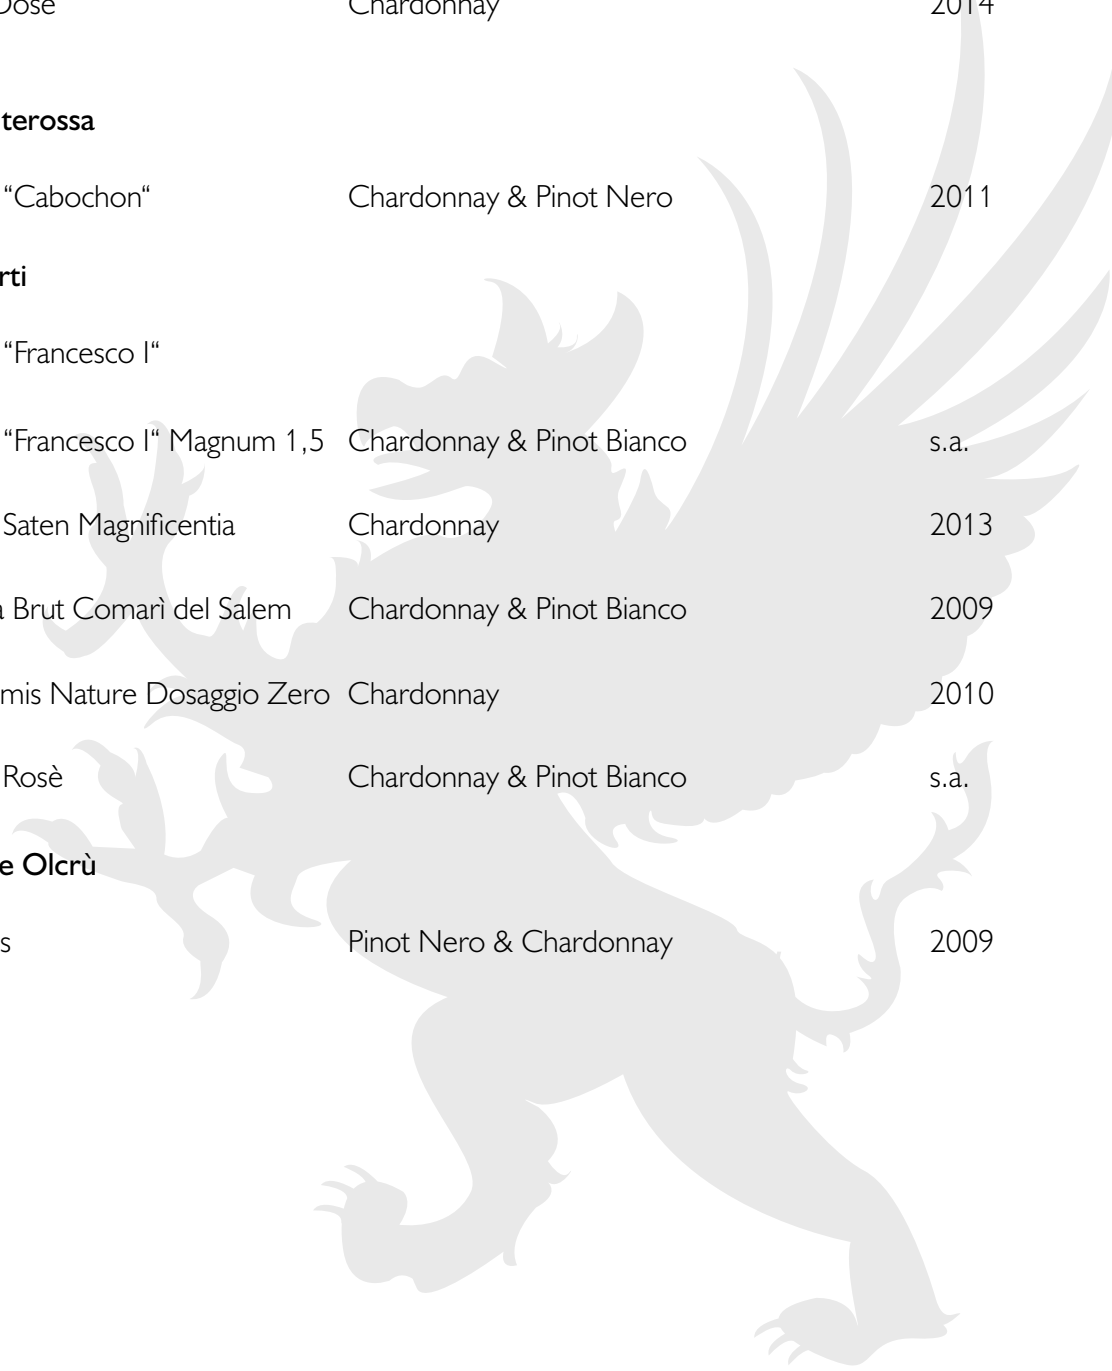 Dosé Chardonnay 2014
terossa
“Cabochon“ Chardonnay & Pinot Nero 2011
rti
“Francesco I“
“Francesco I“ Magnum 1,5 Chardonnay & Pinot Bianco s.a.
Saten Magnificentia Chardonnay 2013
a Brut Comarì del Salem Chardonnay & Pinot Bianco 2009
mis Nature Dosaggio Zero Chardonnay 2010
Rosè Chardonnay & Pinot Bianco s.a.
e Olcrù
s Pinot Nero & Chardonnay 2009